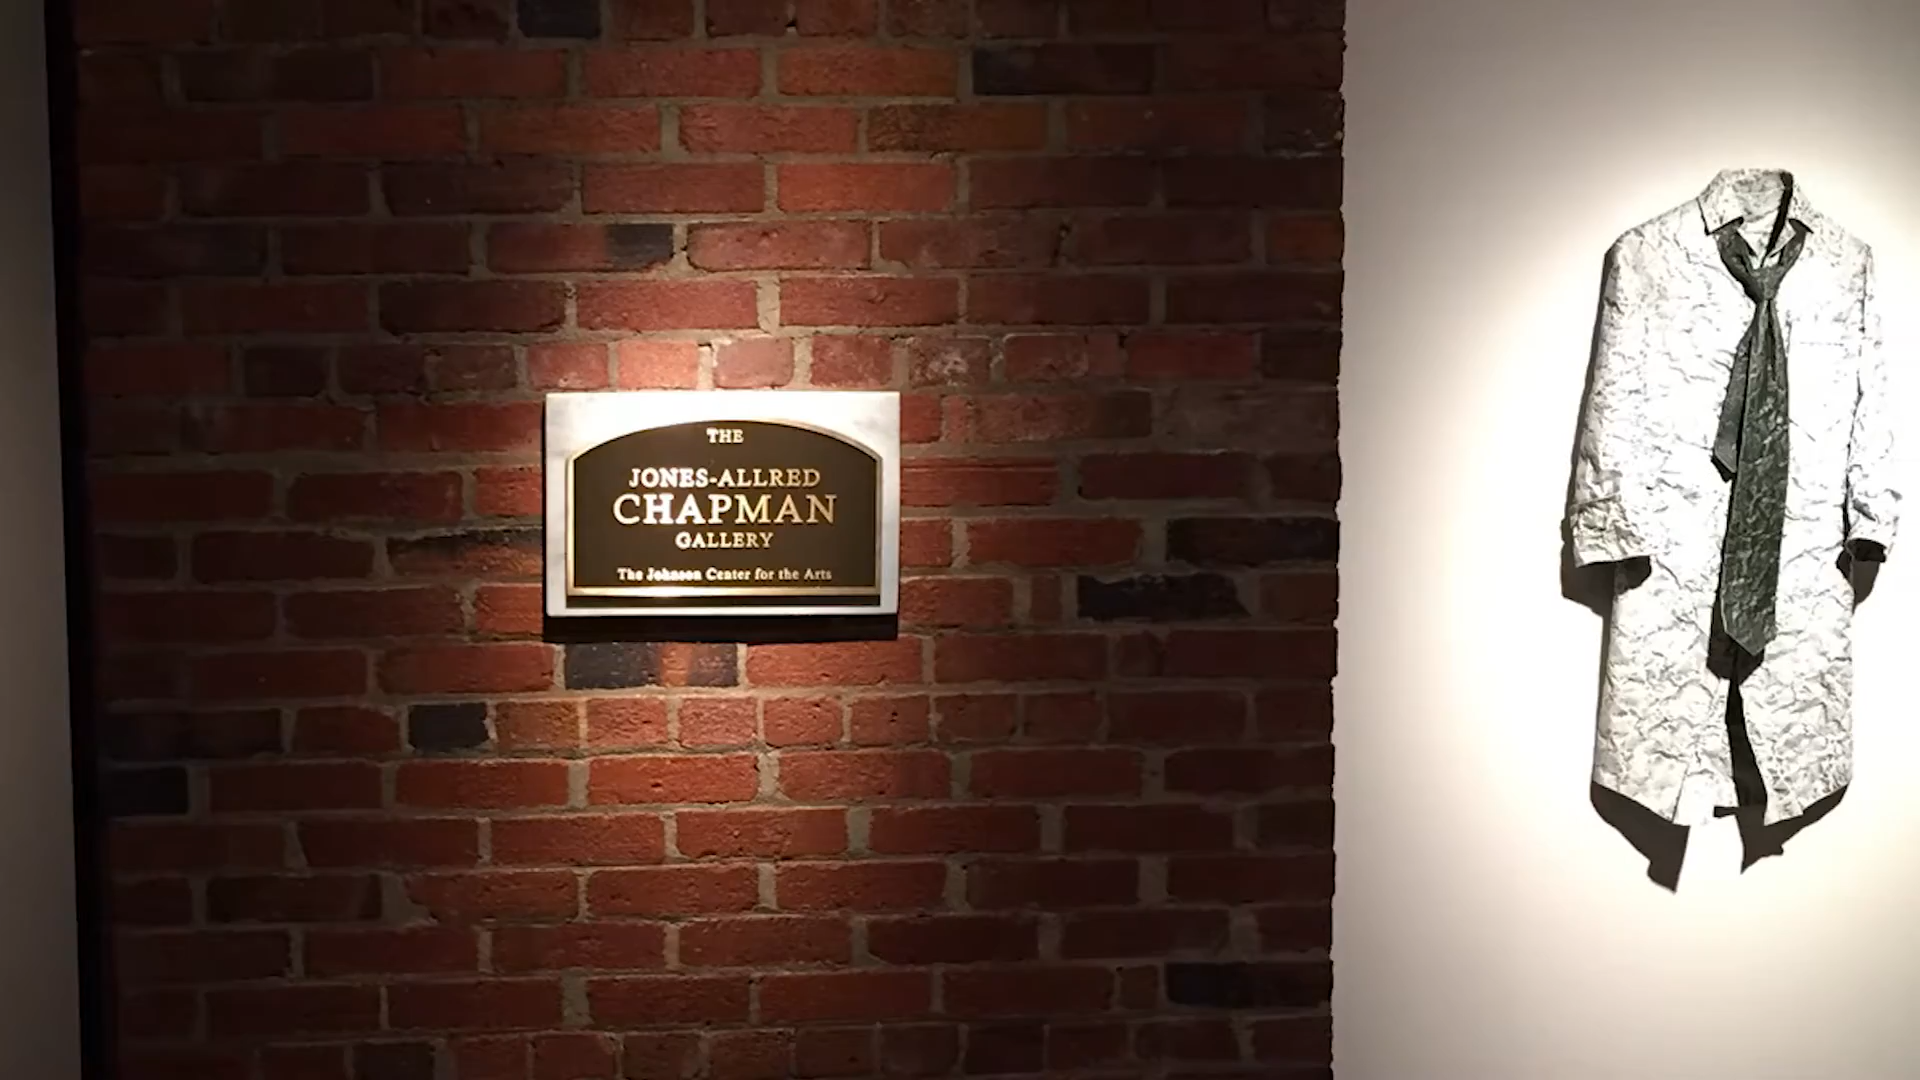 THE
JONES-ALLRED
CHAPMAN
GALLERY
The Johnson Center for the Arts